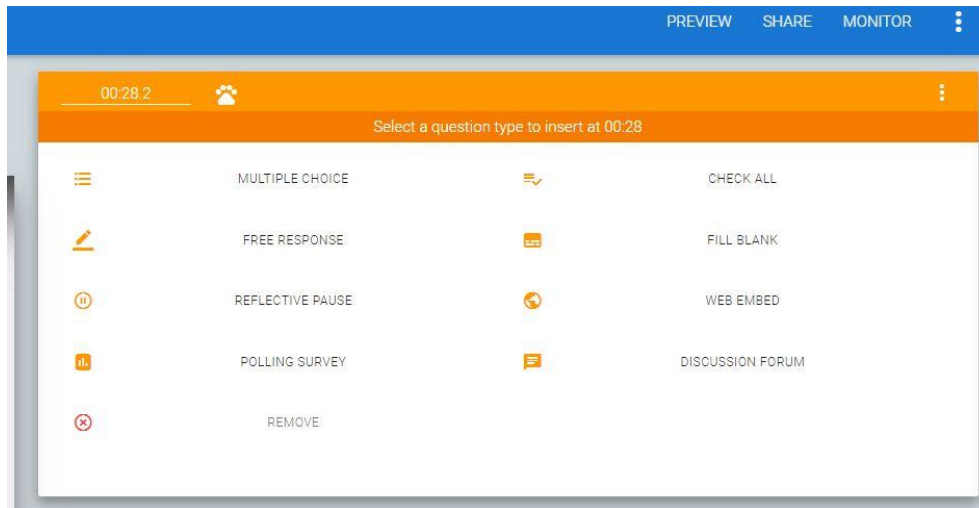 PREVIEW SHARE MONITOR
00:28.2
Select a question type to insert at 00:28
MULTIPLE CHOICE CHECK ALL
FREE RESPONSE FILL BLANK
REFLECTIVE PAUSE WEB EMBED
POLLING SURVEY DISCUSSION FORUM
REMOVE